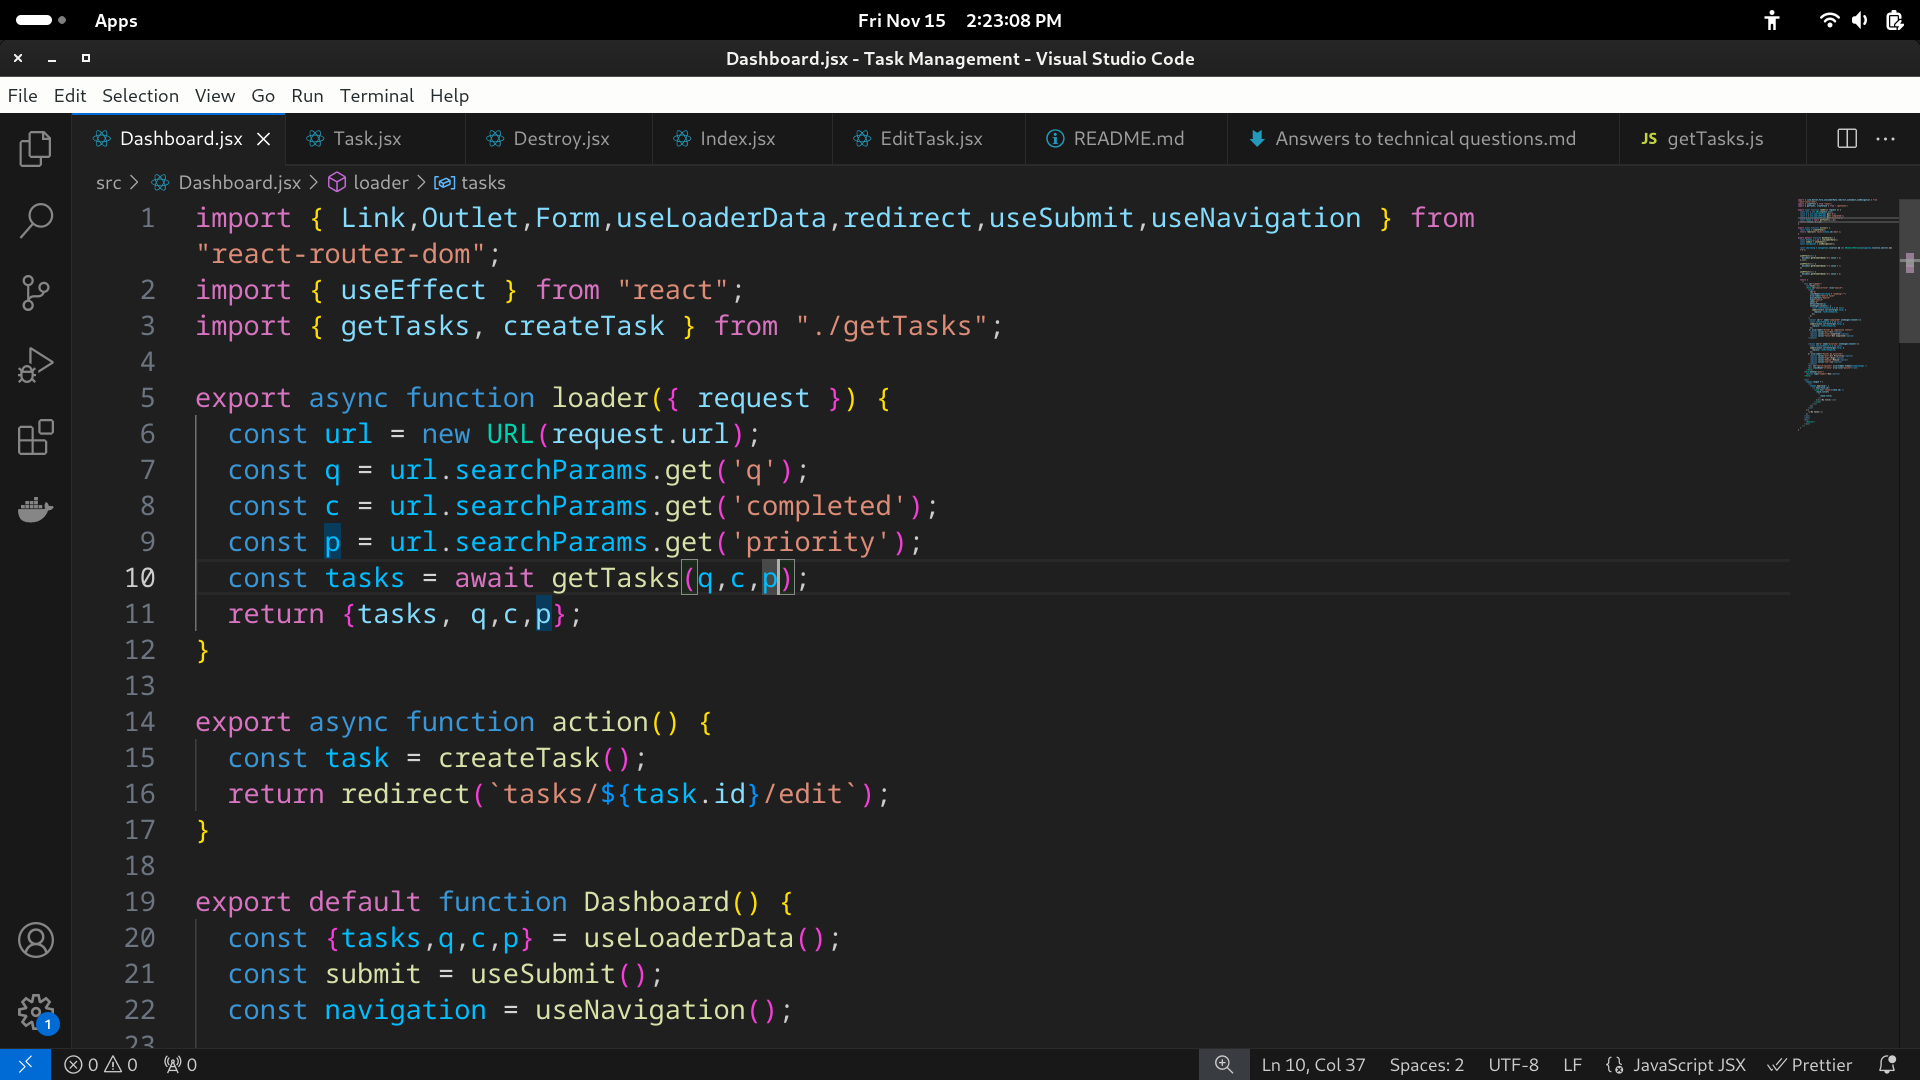 Apps
Fri Nov 15 2:23:08 PM
Dashboard.jsx - Task Management - Visual Studio Code
File Edit Selection View Go Run Terminal Help
Dashboard.jsx Task.jsx Destroy.jsx Index.jsx EditTask.jsx README.md Answers to technical questions.md JS getTasks.js
src > Dashboard.jsx > loader > tasks
1 import { Link,Outlet,Form,useLoaderData,redirect,useSubmit,useNavigation } from
"react-router-dom";
2 import { useEffect } from "react";
3 import { getTasks, createTask } from "./getTasks";
4
5 export async function loader({ request }) {
6 const url = new URL(request.url);
7 const q = url.searchParams.get('q');
8 const c = url.searchParams.get('completed');
9 const p = url.searchParams.get('priority');
10 const tasks = await getTasks(q,c,p);
11 return {tasks, q,c,p};
12 }
13
14 export async function action() {
15 const task = createTask();
16 return redirect(`tasks/${task.id}/edit`);
17 }
18
19 export default function Dashboard() {
20 const {tasks,q,c,p} = useLoaderData();
21 const submit = useSubmit();
22 const navigation = useNavigation();
23
1
0 0 0 Ln 10, Col 37 Spaces: 2 UTF-8 LF JavaScript JSX Prettier